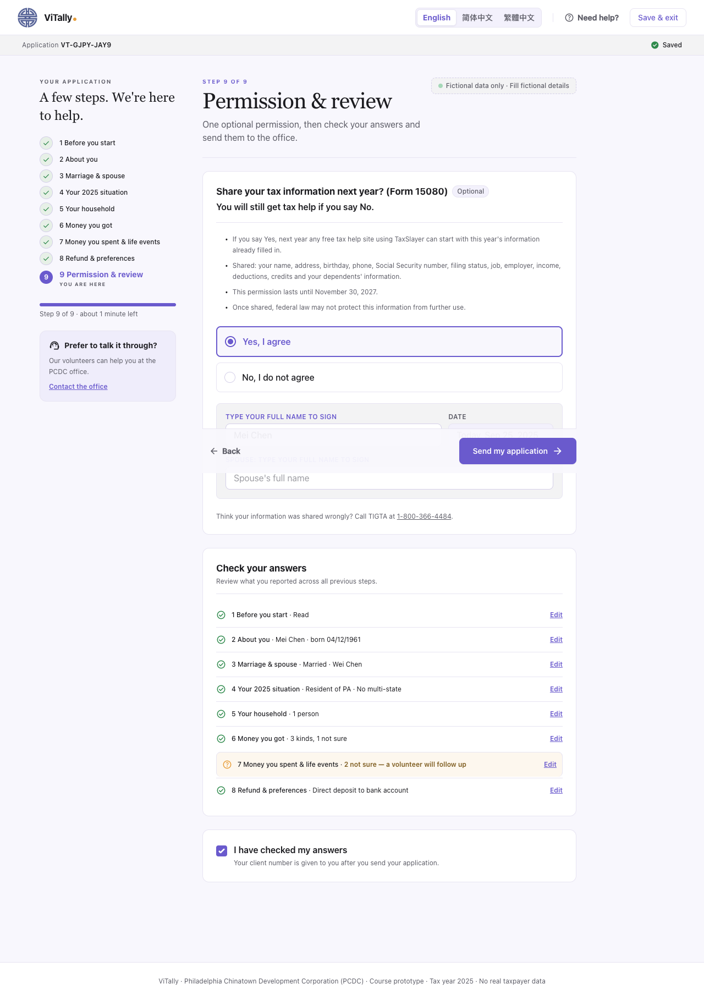 ViTally
English
简体中文
繁體中文
Need help?
Save & exit
Application VT-GJPY-JAY9
Saved
YOUR APPLICATION
A few steps. We're here
to help.
1 Before you start
2 About you
3 Marriage & spouse
4 Your 2025 situation
5 Your household
6 Money you got
7 Money you spent & life events
8 Refund & preferences
9
9 Permission & review
YOU ARE HERE
Step 9 of 9 · about 1 minute left
Prefer to talk it through?
Our volunteers can help you at the
PCDC office.
Contact the office
STEP 9 OF 9
Fictional data only · Fill fictional details
Permission & review
One optional permission, then check your answers and
send them to the office.
Share your tax information next year? (Form 15080)
Optional
You will still get tax help if you say No.
• If you say Yes, next year any free tax help site using TaxSlayer can start with this year's information
already filled in.
• Shared: your name, address, birthday, phone, Social Security number, filing status, job, employer, income,
deductions, credits and your dependents' information.
• This permission lasts until November 30, 2027.
• Once shared, federal law may not protect this information from further use.
Yes, I agree
No, I do not agree
TYPE YOUR FULL NAME TO SIGN
DATE
Mei Chen
Today, Sep 25, 2026
Back
Send my application
SPOUSE: TYPE YOUR FULL NAME TO SIGN
Spouse's full name
Think your information was shared wrongly? Call TIGTA at 1-800-366-4484.
Check your answers
Review what you reported across all previous steps.
1 Before you start · Read
Edit
2 About you · Mei Chen · born 04/12/1961
Edit
3 Marriage & spouse · Married · Wei Chen
Edit
4 Your 2025 situation · Resident of PA · No multi-state
Edit
5 Your household · 1 person
Edit
6 Money you got · 3 kinds, 1 not sure
Edit
7 Money you spent & life events · 2 not sure — a volunteer will follow up
Edit
8 Refund & preferences · Direct deposit to bank account
Edit
I have checked my answers
Your client number is given to you after you send your application.
ViTally · Philadelphia Chinatown Development Corporation (PCDC) · Course prototype · Tax year 2025 · No real taxpayer data